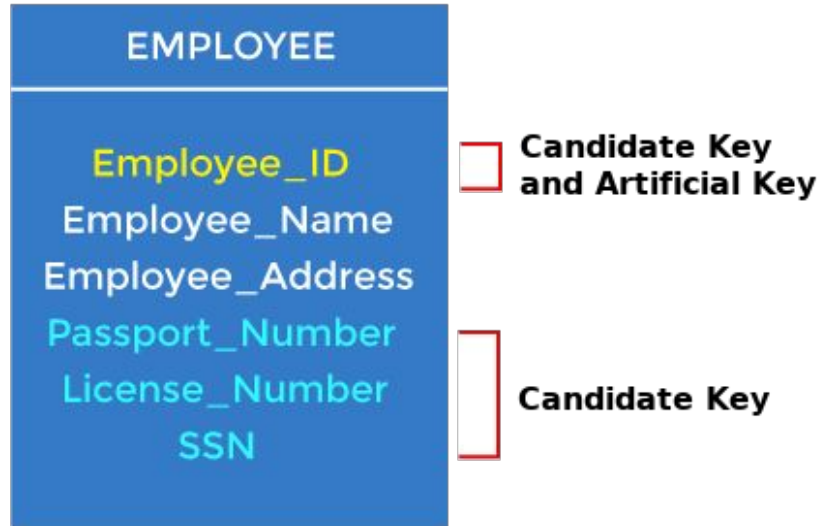 EMPLOYEE
Employee_ID
Candidate Key
and Artificial Key
Employee_Name
Employee_Address
Passport_Number
License_Number
Candidate Key
SSN